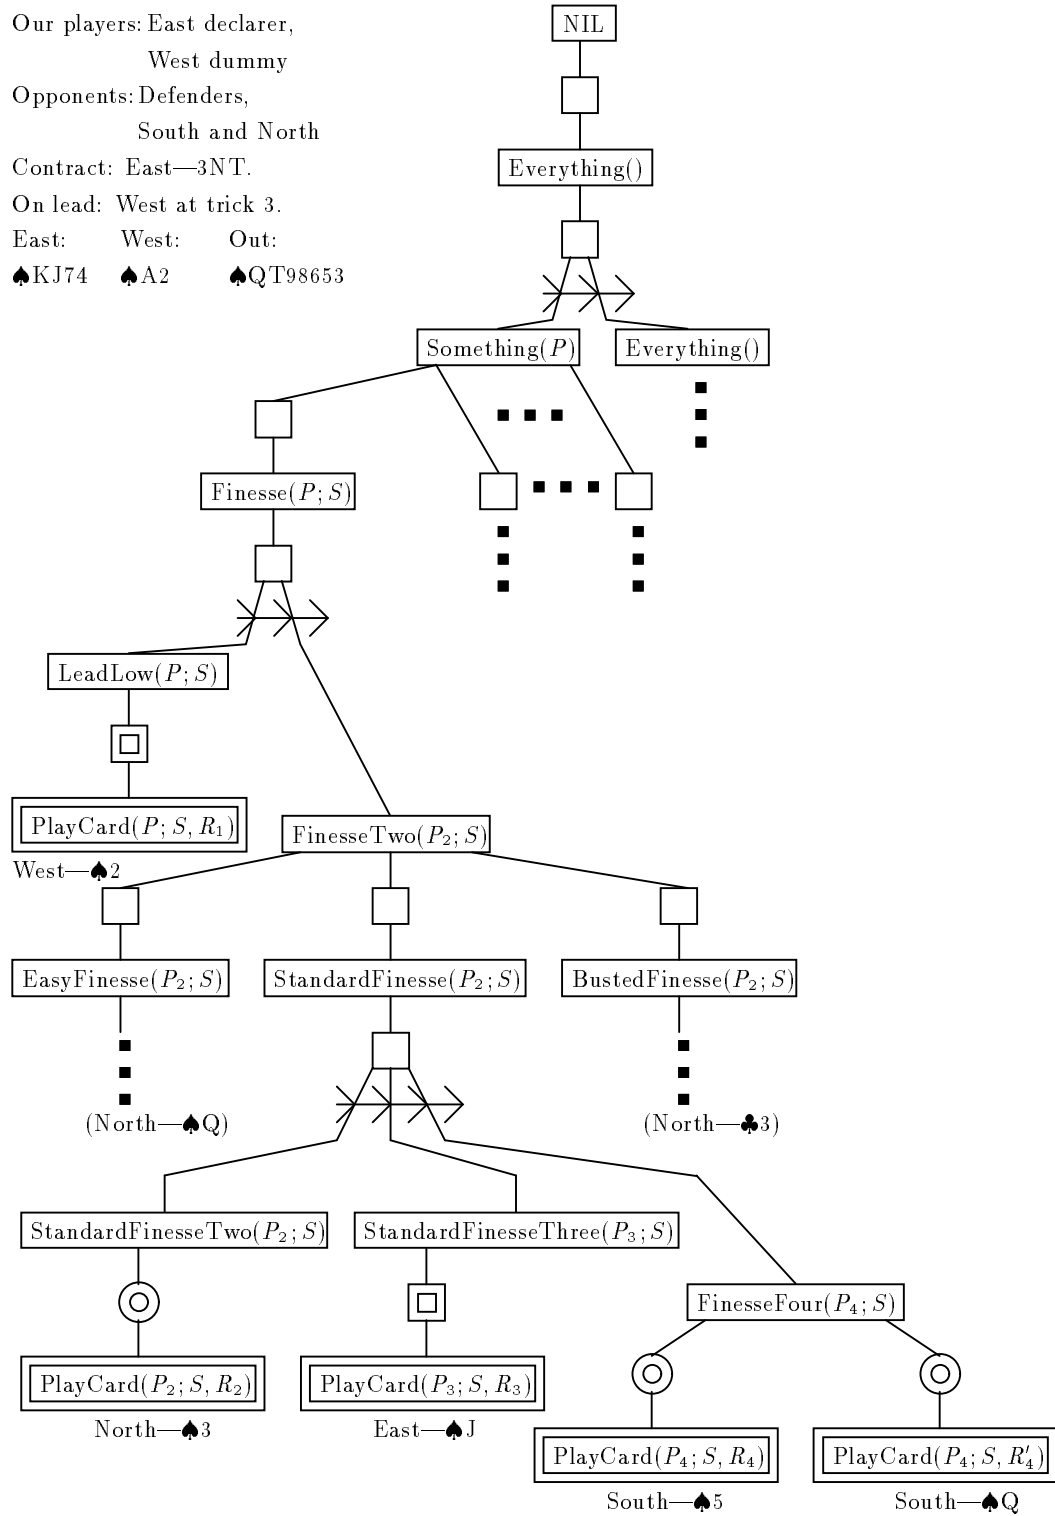 Our players: East declarer,
West dummy
Opponents: Defenders,
South and North
Contract: East—3NT.
On lead: West at trick 3.
East: West: Out:
♠KJ74 ♠A2 ♠QT98653
NIL
Everything()
Something(P) Everything()
Finesse(P; S)
LeadLow(P; S)
PlayCard(P; S, R₁)
West—♠2
FinesseTwo(P₂; S)
EasyFinesse(P₂; S) StandardFinesse(P₂; S) BustedFinesse(P₂; S)
(North—♠Q) (North—♣3)
StandardFinesseTwo(P₂; S) StandardFinesseThree(P₃; S)
FinesseFour(P₄; S)
PlayCard(P₂; S, R₂) PlayCard(P₃; S, R₃)
North—♠3 East—♠J
PlayCard(P₄; S, R₄) PlayCard(P₄; S, R′₄)
South—♠5 South—♠Q